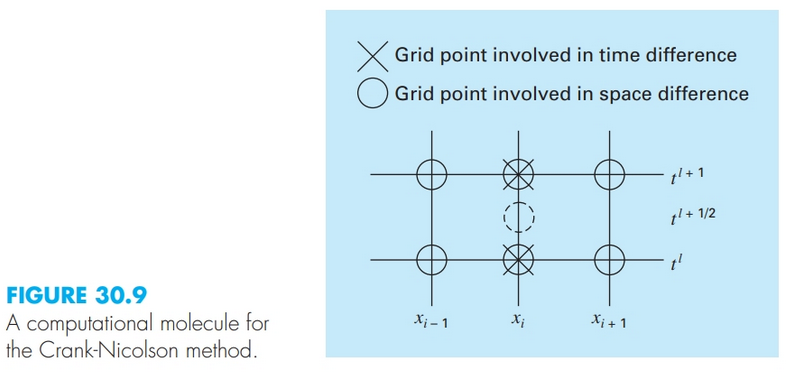 Grid point involved in time difference
Grid point involved in space difference
t^{l + 1}
t^{l + 1/2}
t^l
x_{i – 1}
x_i
x_{i + 1}
FIGURE 30.9
A computational molecule for
the Crank-Nicolson method.